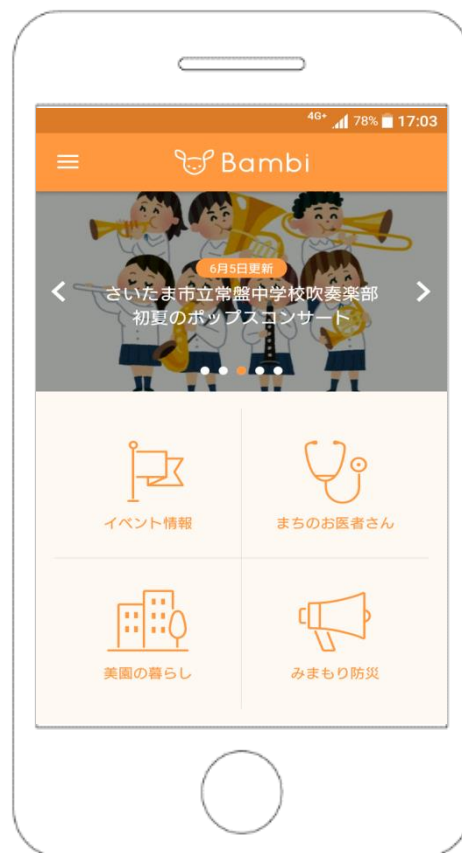 4G+ 78% 17:03
Bambi
6月5日更新
さいたま市立常盤中学校吹奏楽部
初夏のポップスコンサート
イベント情報
まちのお医者さん
美園の暮らし
みまもり防災